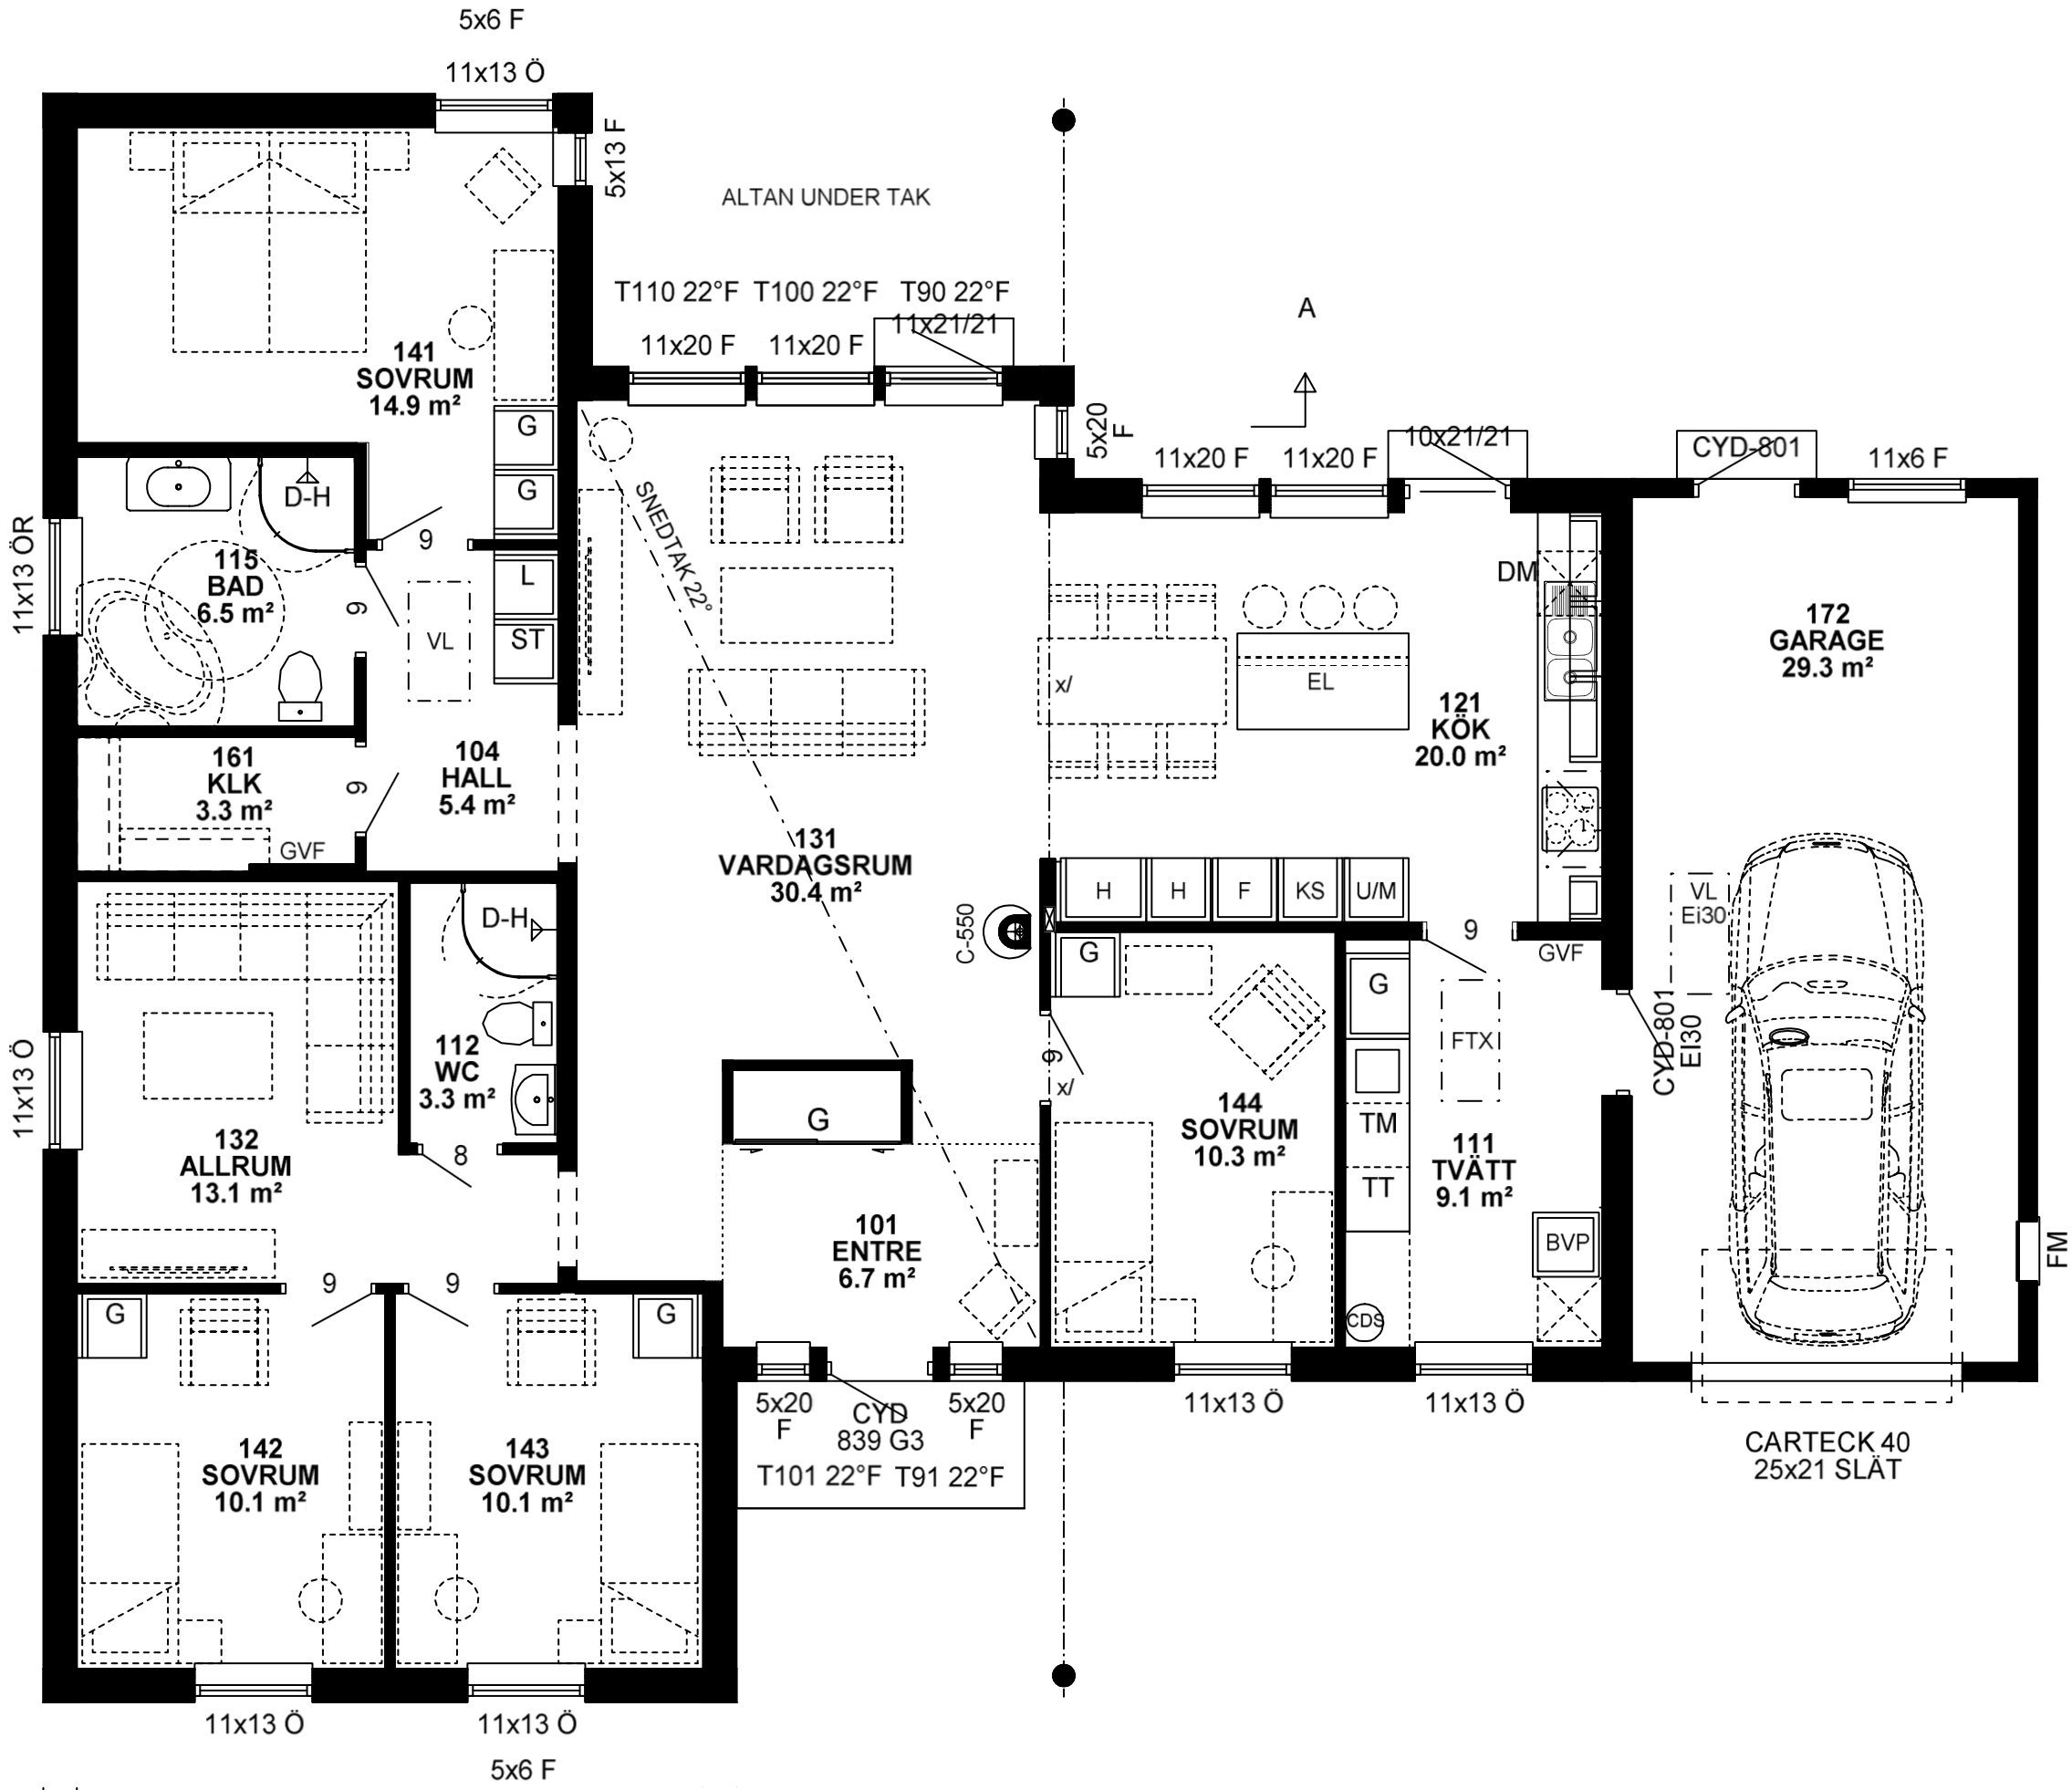 5x6 F
11x13 Ö
5x13 F
ALTAN UNDER TAK
T110 22°F T100 22°F T90 22°F
11x20 F 11x20 F 11x21/21
A
141
SOVRUM
14.9 m²
G
G
5x20
F
11x20 F 11x20 F 10x21/21
CYD-801 11x6 F
SNEDTAK 22°
D-H
9
11x13 ÖR
115
BAD
6.5 m²
9
VL
L
ST
DM
x/
EL
121
KÖK
20.0 m²
172
GARAGE
29.3 m²
161
KLK
3.3 m²
GVF
9
104
HALL
5.4 m²
131
VARDAGSRUM
30.4 m²
C-550
H H F KS U/M
9
GVF
VL
Ei30
D-H
G
G
FTX
CYD-801
EI30
9
x/
11x13 Ö
112
WC
3.3 m²
8
132
ALLRUM
13.1 m²
G
144
SOVRUM
10.3 m²
TM
TT
111
TVÄTT
9.1 m²
BVP
CDS
FM
101
ENTRE
6.7 m²
9 9
G
G
5x20
F
CYD
839 G3
5x20
F
T101 22°F T91 22°F
11x13 Ö
11x13 Ö
CARTECK 40
25x21 SLÄT
142
SOVRUM
10.1 m²
143
SOVRUM
10.1 m²
11x13 Ö
11x13 Ö
5x6 F